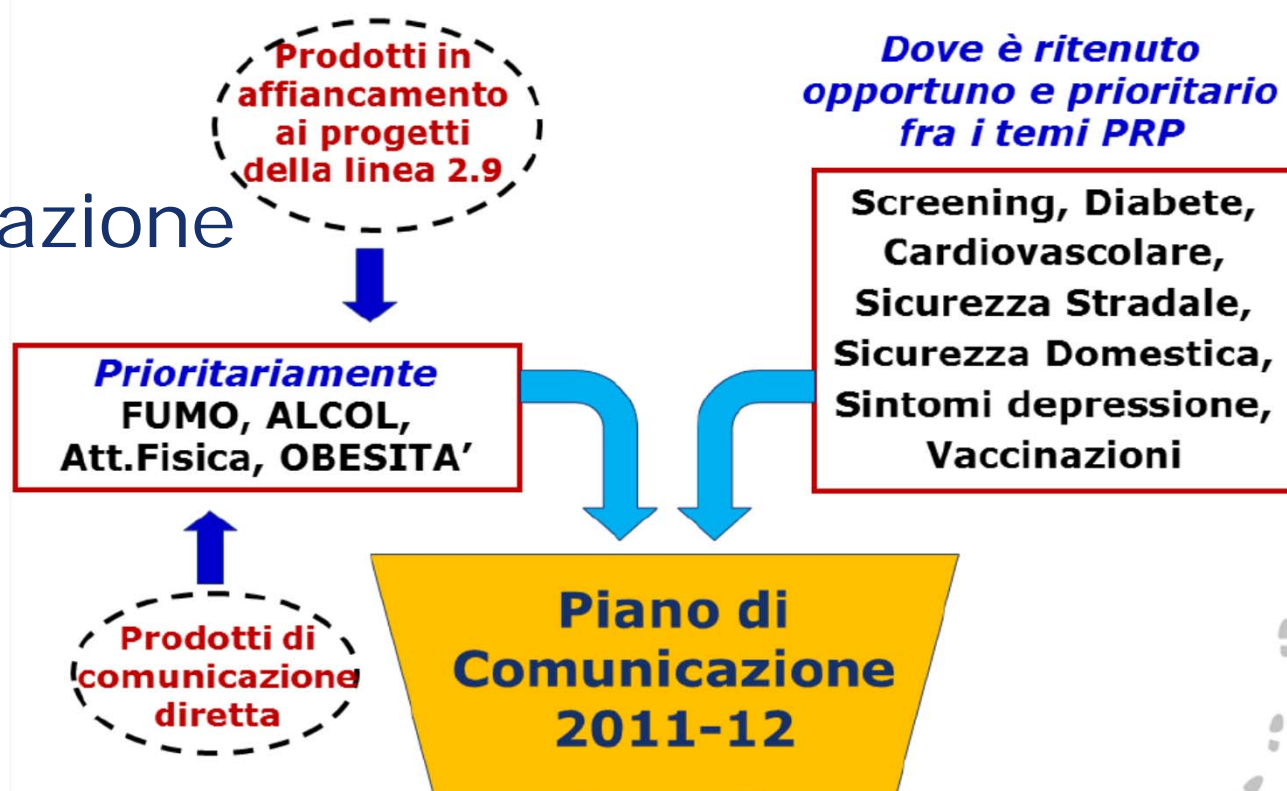 Prodotti in
affiancamento
ai progetti
della linea 2.9
azione
Prioritariamente
FUMO, ALCOL,
Att.Fisica, OBESITA’
Prodotti di
comunicazione
diretta
Dove è ritenuto
opportuno e prioritario
fra i temi PRP
Screening, Diabete,
Cardiovascolare,
Sicurezza Stradale,
Sicurezza Domestica,
Sintomi depressione,
Vaccinazioni
Piano di
Comunicazione
2011-12